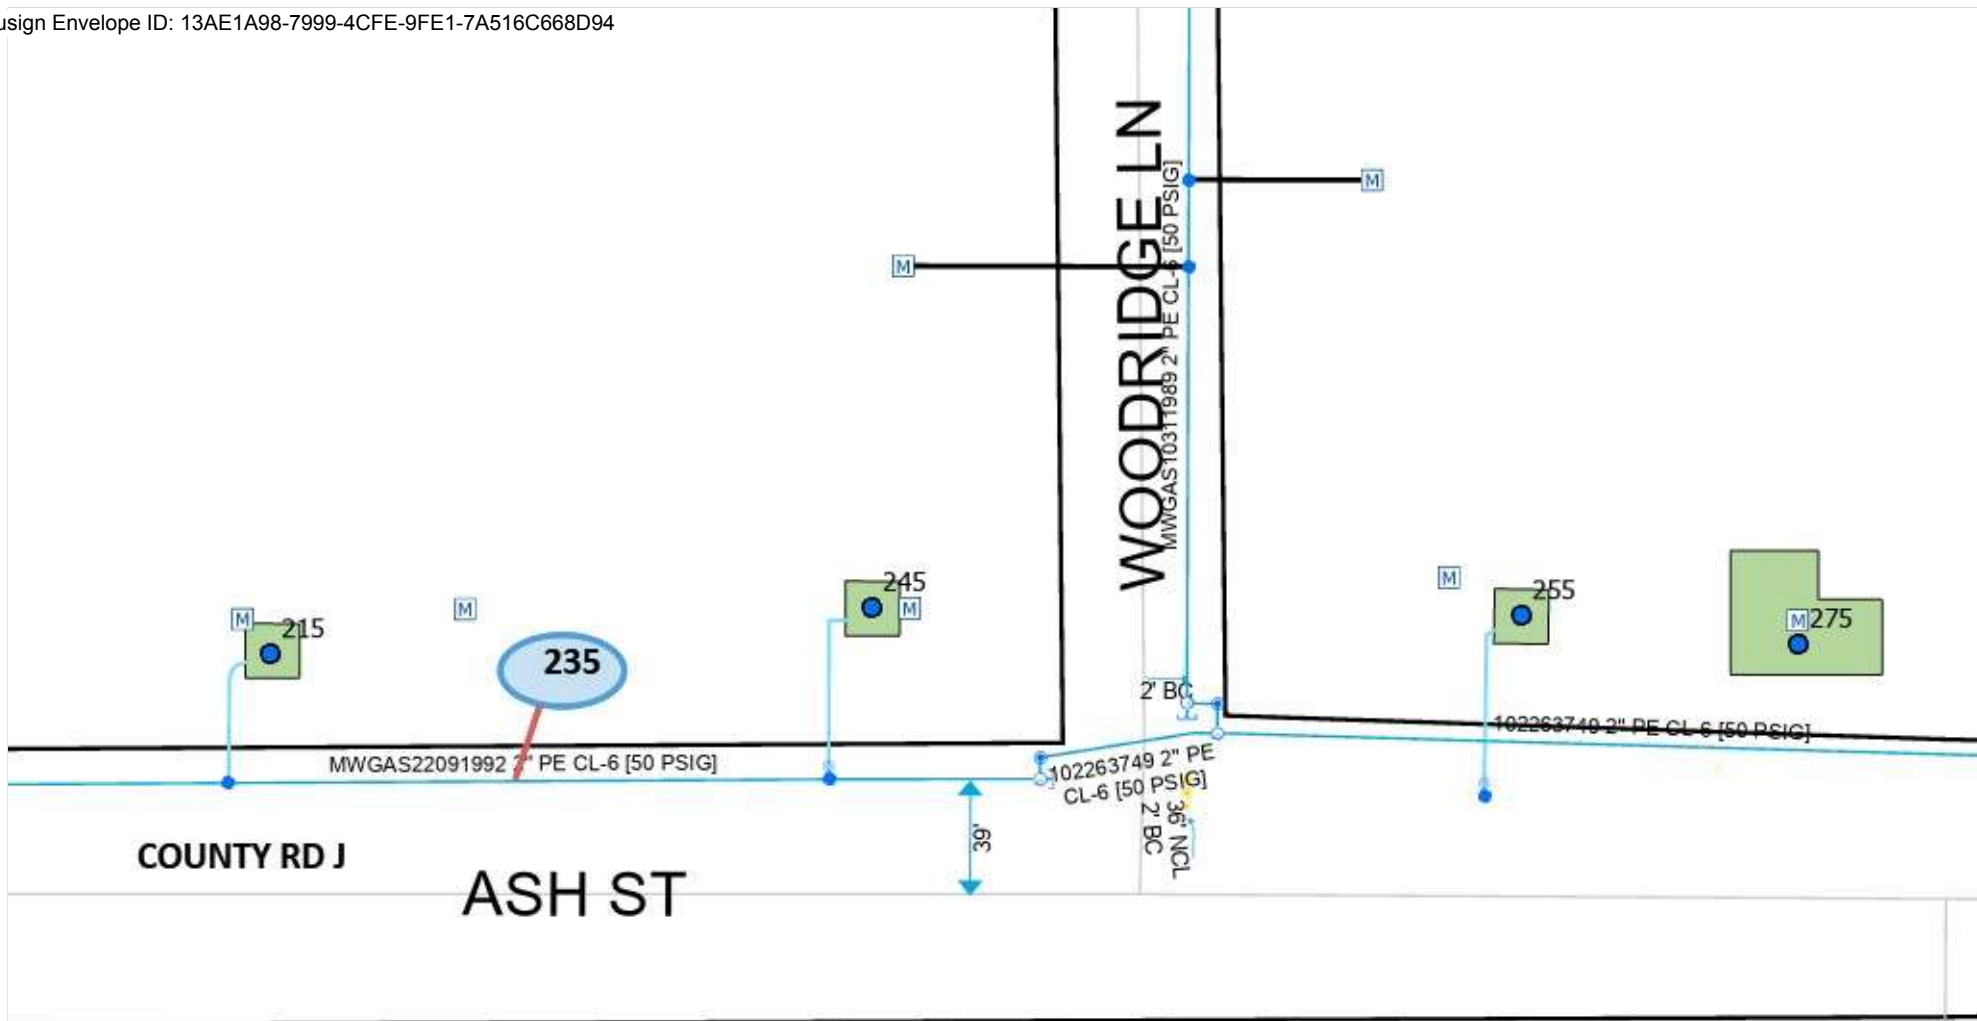 usign Envelope ID: 13AE1A98-7999-4CFE-9FE1-7A516C668D94
WOODRIDGE LN
MWGAS10311989 2" PE CL-6 [50 PSIG]
M
M
M
215
M
235
245
M
M
255
M
275
2' BC
102263749 2" PE CL-6 [50 PSIG]
MWGAS22091992 2" PE CL-6 [50 PSIG]
102263749 2" PE
CL-6 [50 PSIG]
39'
36' NCL
2' BC
COUNTY RD J
ASH ST